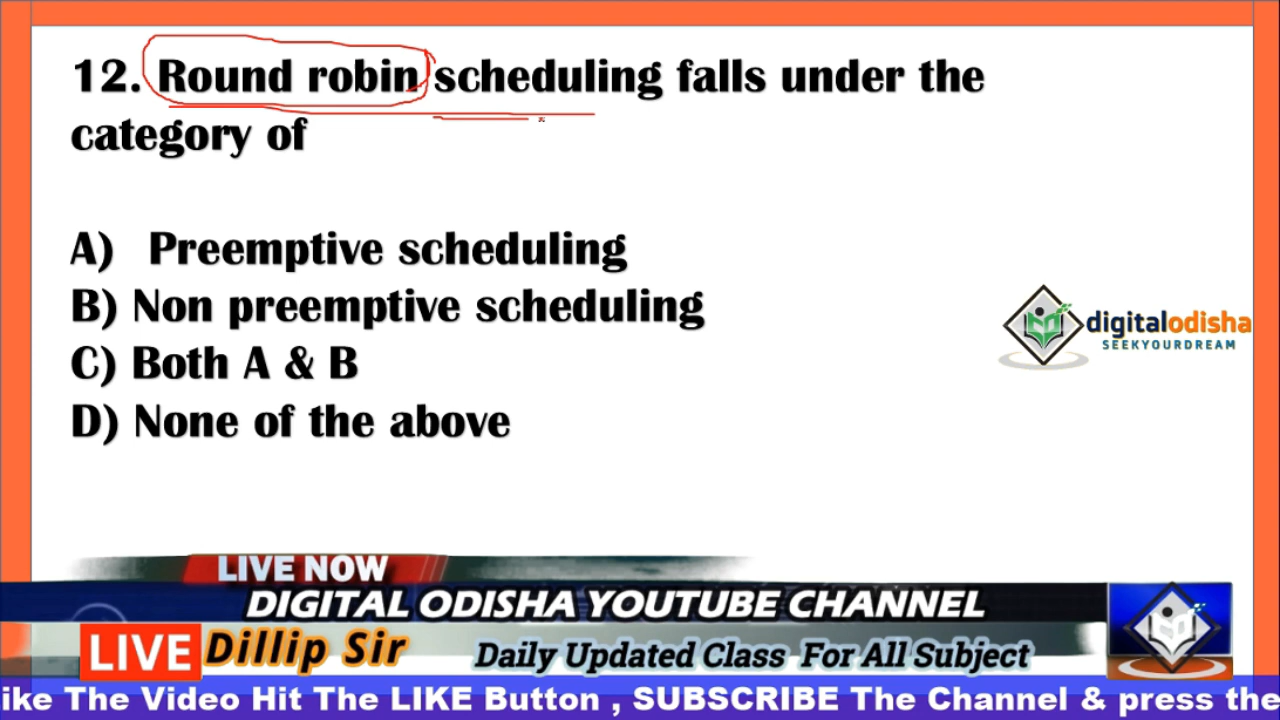 12. Round robin scheduling falls under the
category of
A) Preemptive scheduling
B) Non preemptive scheduling
C) Both A & B
D) None of the above
digitalodisha
SEEKYOURDREAM
LIVE NOW
DIGITAL ODISHA YOUTUBE CHANNEL
LIVE Dillip Sir Daily Updated Class For All Subject
ike The Video Hit The LIKE Button , SUBSCRIBE The Channel & press the